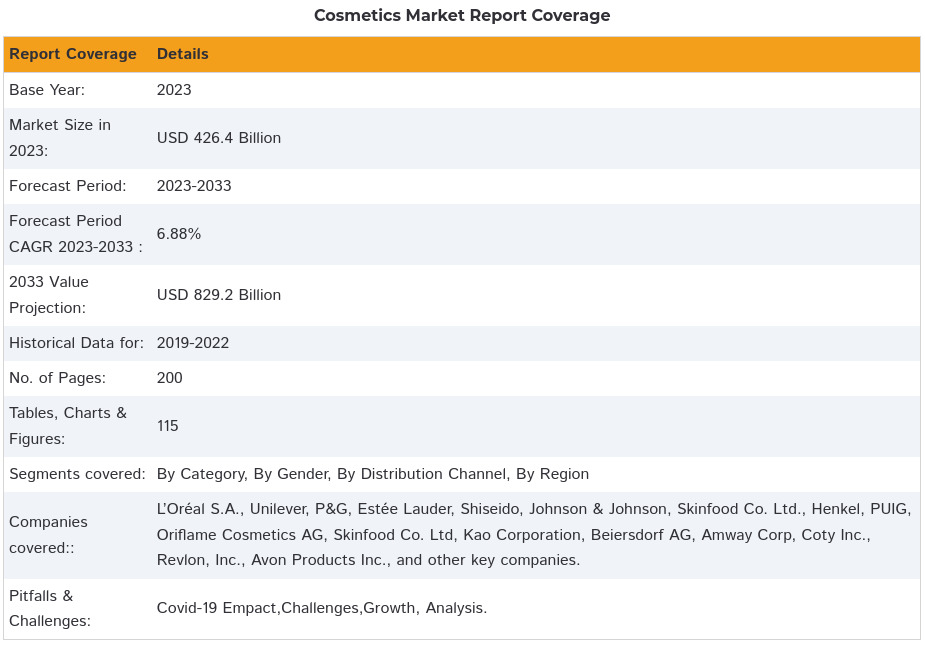 Cosmetics Market Report Coverage
Report Coverage Details
Base Year: 2023
Market Size in
2023:
USD 426.4 Billion
Forecast Period: 2023-2033
Forecast Period
CAGR 2023-2033 :
6.88%
2033 Value
Projection:
USD 829.2 Billion
Historical Data for: 2019-2022
No. of Pages: 200
Tables, Charts &
Figures:
115
Segments covered: By Category, By Gender, By Distribution Channel, By Region
Companies
covered::
L'Oréal S.A., Unilever, P&G, Estée Lauder, Shiseido, Johnson & Johnson, Skinfood Co. Ltd., Henkel, PUIG,
Oriflame Cosmetics AG, Skinfood Co. Ltd, Kao Corporation, Beiersdorf AG, Amway Corp, Coty Inc.,
Revlon, Inc., Avon Products Inc., and other key companies.
Pitfalls &
Challenges:
Covid-19 Empact,Challenges,Growth, Analysis.